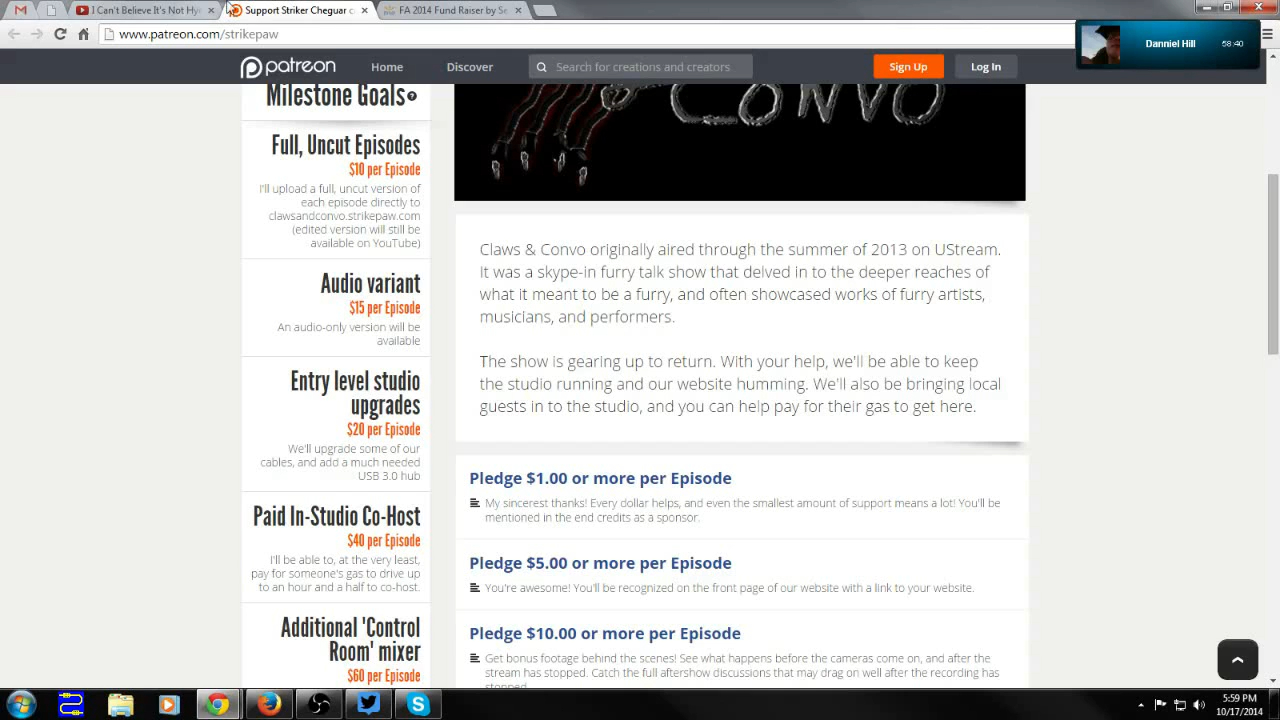 I Can't Believe It's Not Hy
Support Striker Cheguar
FA 2014 Fund Raiser by Se
www.patreon.com/strikepaw
Danniel Hill
58:40
patreon
Home
Discover
Search for creations and creators
Sign Up
Log In
Milestone Goals
Full, Uncut Episodes
$10 per Episode
I'll upload a full, uncut version of
each episode directly to
clawsandconvo.strikepaw.com
(edited version will still be
available on YouTube)
Audio variant
$15 per Episode
An audio-only version will be
available
Entry level studio
upgrades
$20 per Episode
We'll upgrade some of our
cables, and add a much needed
USB 3.0 hub
Paid In-Studio Co-Host
$40 per Episode
I'll be able to, at the very least,
pay for someone's gas to drive up
to an hour and a half to co-host.
Additional 'Control
Room' mixer
$60 per Episode
CONVO
Claws & Convo originally aired through the summer of 2013 on UStream.
It was a skype-in furry talk show that delved in to the deeper reaches of
what it meant to be a furry, and often showcased works of furry artists,
musicians, and performers.
The show is gearing up to return. With your help, we'll be able to keep
the studio running and our website humming. We'll also be bringing local
guests in to the studio, and you can help pay for their gas to get here.
Pledge $1.00 or more per Episode
My sincerest thanks! Every dollar helps, and even the smallest amount of support means a lot! You'll be
mentioned in the end credits as a sponsor.
Pledge $5.00 or more per Episode
You're awesome! You'll be recognized on the front page of our website with a link to your website.
Pledge $10.00 or more per Episode
Get bonus footage behind the scenes! See what happens before the cameras come on, and after the
stream has stopped. Catch the full aftershow discussions that may drag on well after the recording has
stopped.
5:59 PM
10/17/2014